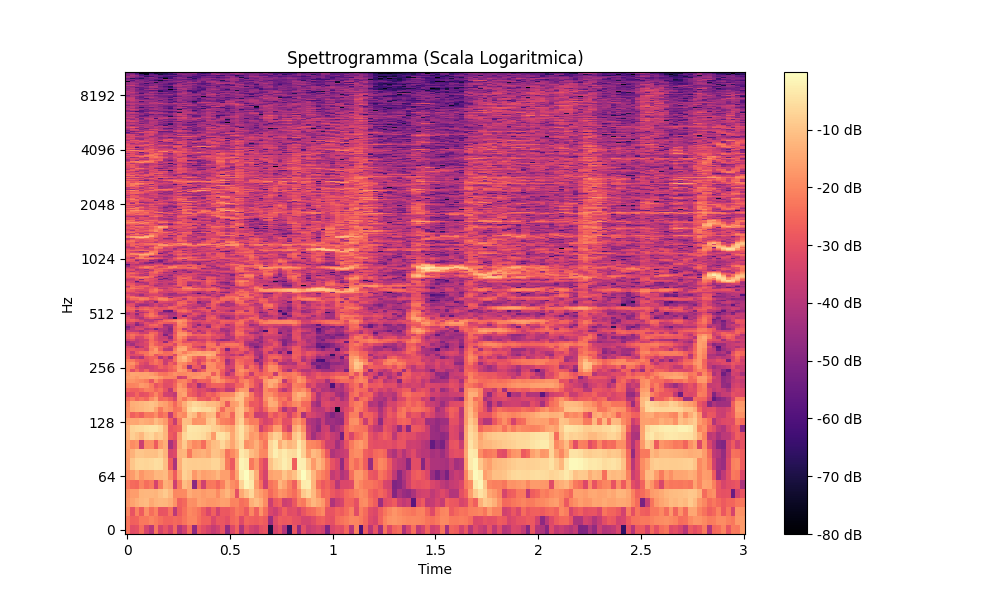 Spettrogramma (Scala Logaritmica)
8192
4096
2048
1024
512
256
128
64
0
Hz
0
0.5
1
1.5
2
2.5
3
Time
-10 dB
-20 dB
-30 dB
-40 dB
-50 dB
-60 dB
-70 dB
-80 dB